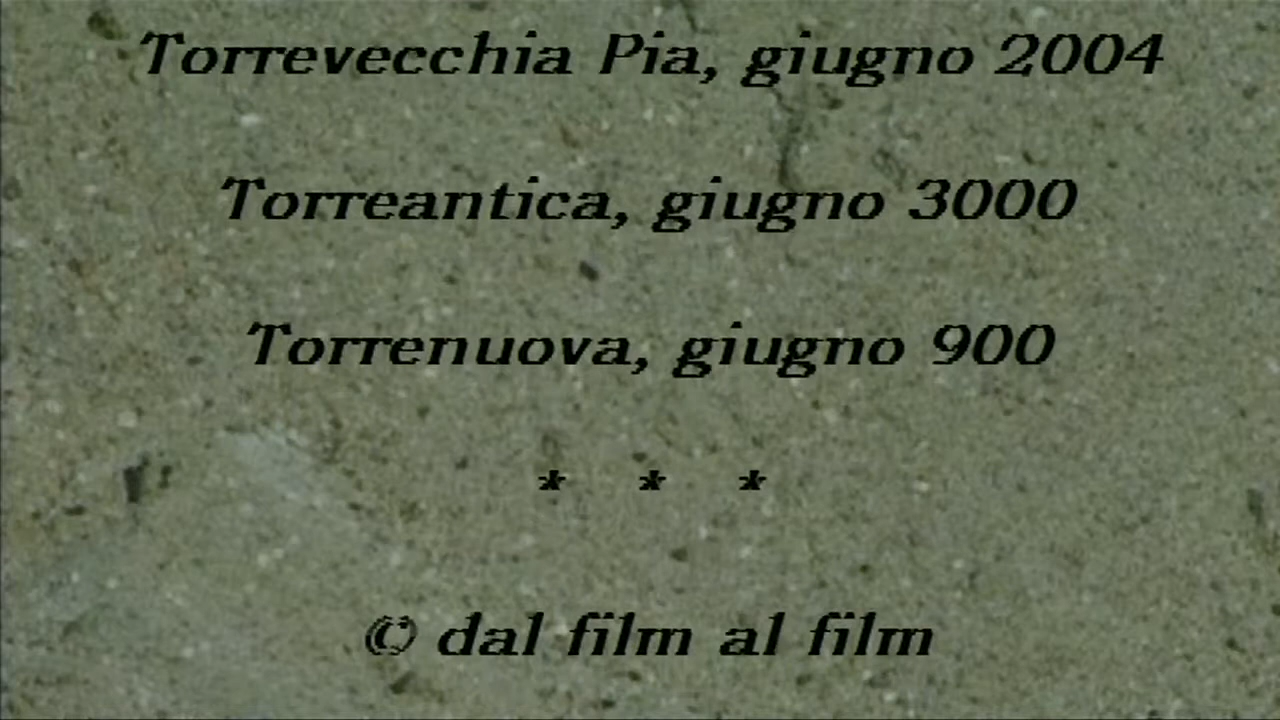 Torrevecchia Pia, giugno 2004
Torreantica, giugno 3000
Torrenuova, giugno 900
* * *
© dal film al film